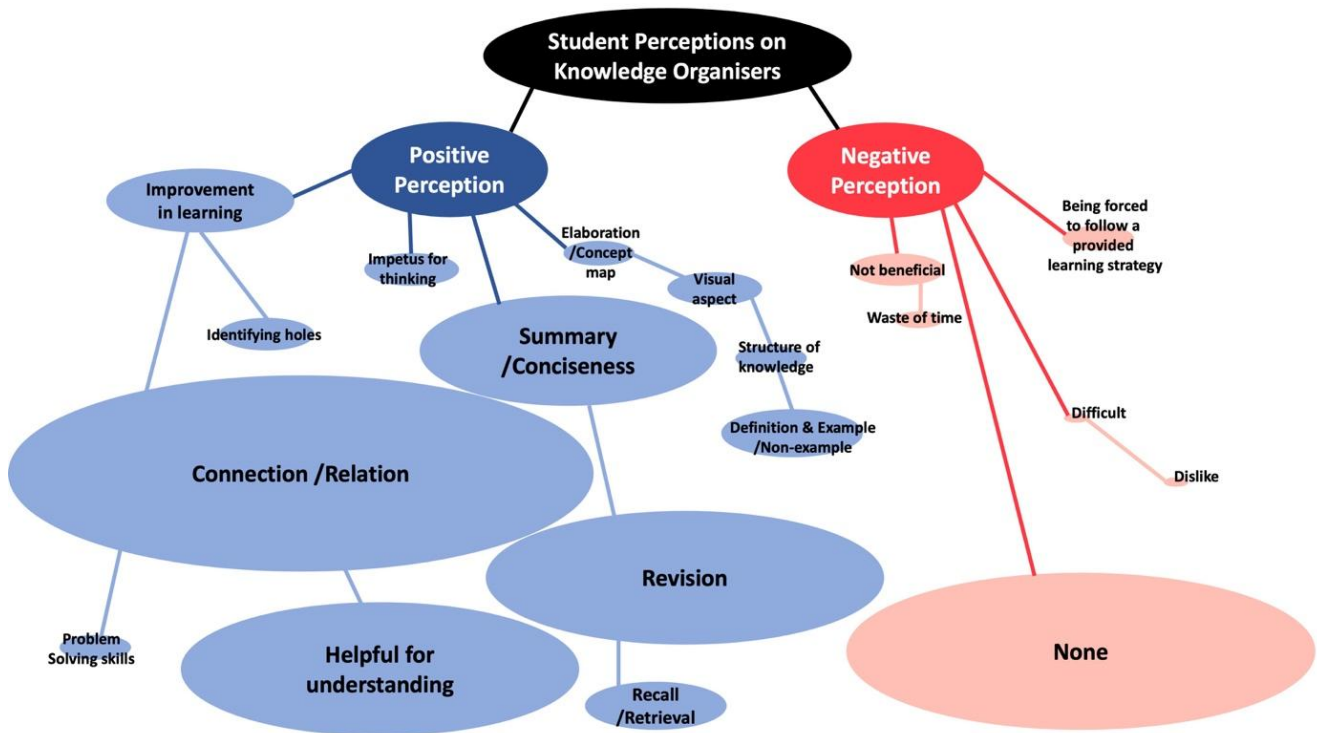 Student Perceptions on
Knowledge Organisers
Positive
Perception
Negative
Perception
Improvement
in learning
Impetus for
thinking
Elaboration
/Concept
map
Visual
aspect
Identifying holes
Summary
/Conciseness
Structure of
knowledge
Definition & Example
/Non-example
Connection /Relation
Revision
Problem
Solving skills
Helpful for
understanding
Recall
/Retrieval
Being forced
to follow a
provided
learning strategy
Not beneficial
Waste of time
Difficult
Dislike
None